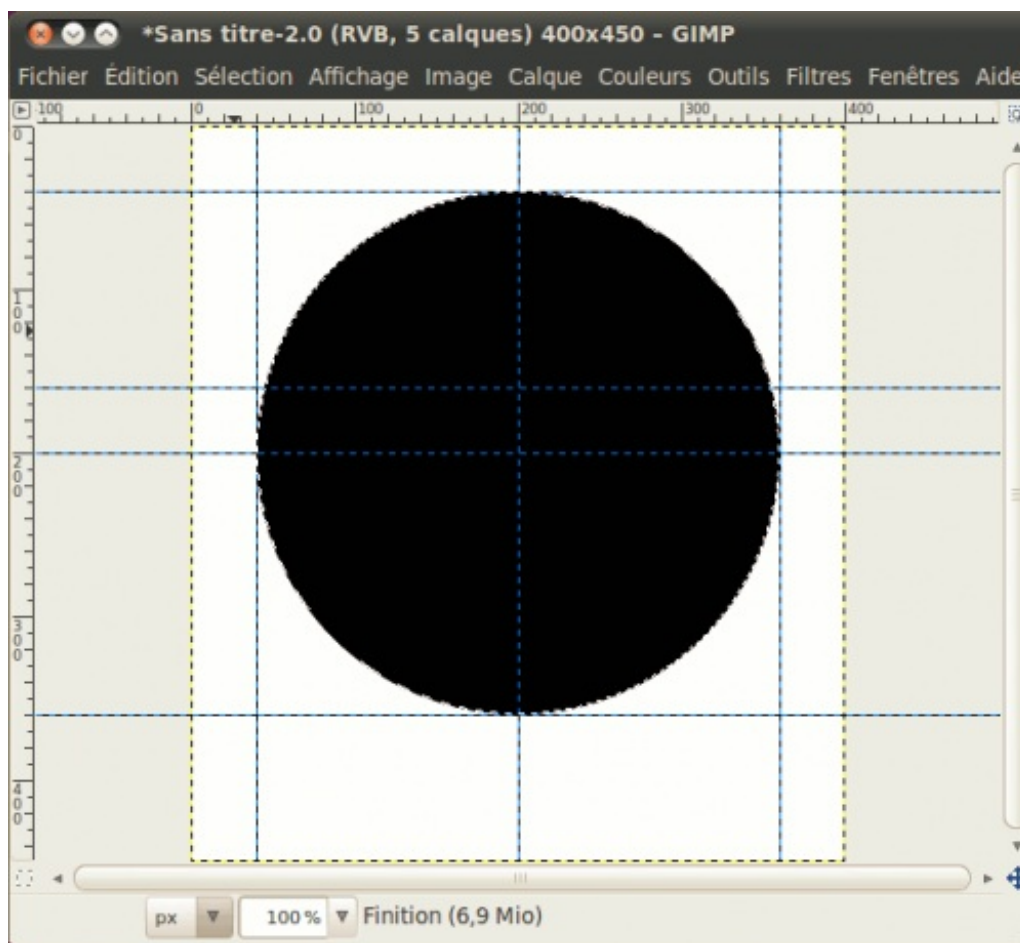 *Sans titre-2.0 (RVB, 5 calques) 400x450 – GIMP
Fichier Édition Sélection Affichage Image Calque Couleurs Outils Filtres Fenêtres Aide
100 0 100 200 300 400
0
100
200
300
400
px 100 % Finition (6,9 Mio)